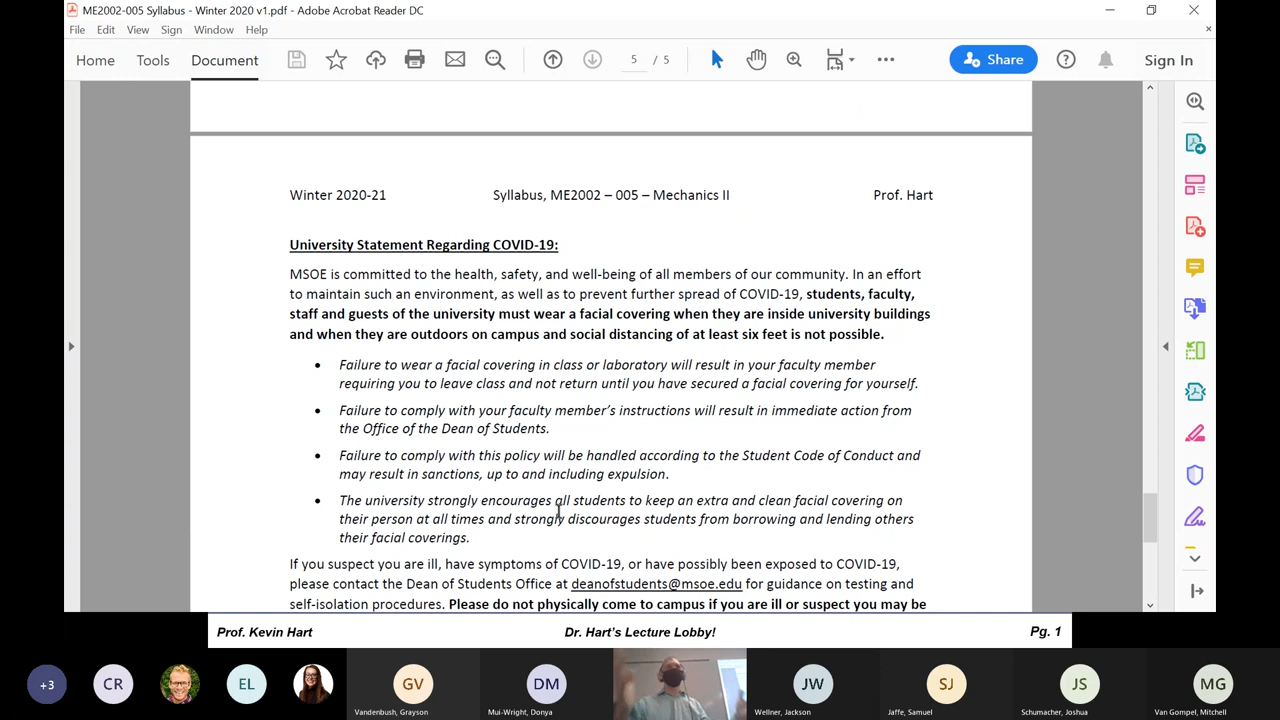 ME2002-005 Syllabus - Winter 2020 v1.pdf - Adobe Acrobat Reader DC
File Edit View Sign Window Help
Home Tools Document 5 / 5 Share Sign In
Winter 2020-21 Syllabus, ME2002 – 005 – Mechanics II Prof. Hart
University Statement Regarding COVID-19:
MSOE is committed to the health, safety, and well-being of all members of our community. In an effort
to maintain such an environment, as well as to prevent further spread of COVID-19, students, faculty,
staff and guests of the university must wear a facial covering when they are inside university buildings
and when they are outdoors on campus and social distancing of at least six feet is not possible.
• Failure to wear a facial covering in class or laboratory will result in your faculty member
requiring you to leave class and not return until you have secured a facial covering for yourself.
• Failure to comply with your faculty member's instructions will result in immediate action from
the Office of the Dean of Students.
• Failure to comply with this policy will be handled according to the Student Code of Conduct and
may result in sanctions, up to and including expulsion.
• The university strongly encourages all students to keep an extra and clean facial covering on
their person at all times and strongly discourages students from borrowing and lending others
their facial coverings.
If you suspect you are ill, have symptoms of COVID-19, or have possibly been exposed to COVID-19,
please contact the Dean of Students Office at deanofstudents@msoe.edu for guidance on testing and
self-isolation procedures. Please do not physically come to campus if you are ill or suspect you may be
Prof. Kevin Hart Dr. Hart's Lecture Lobby! Pg. 1
+3 CR EL GV DM JW SJ JS MG
Vandenbush, Grayson Mui-Wright, Donya Wellner, Jackson Jaffe, Samuel Schumacher, Joshua Van Gompel, Mitchell